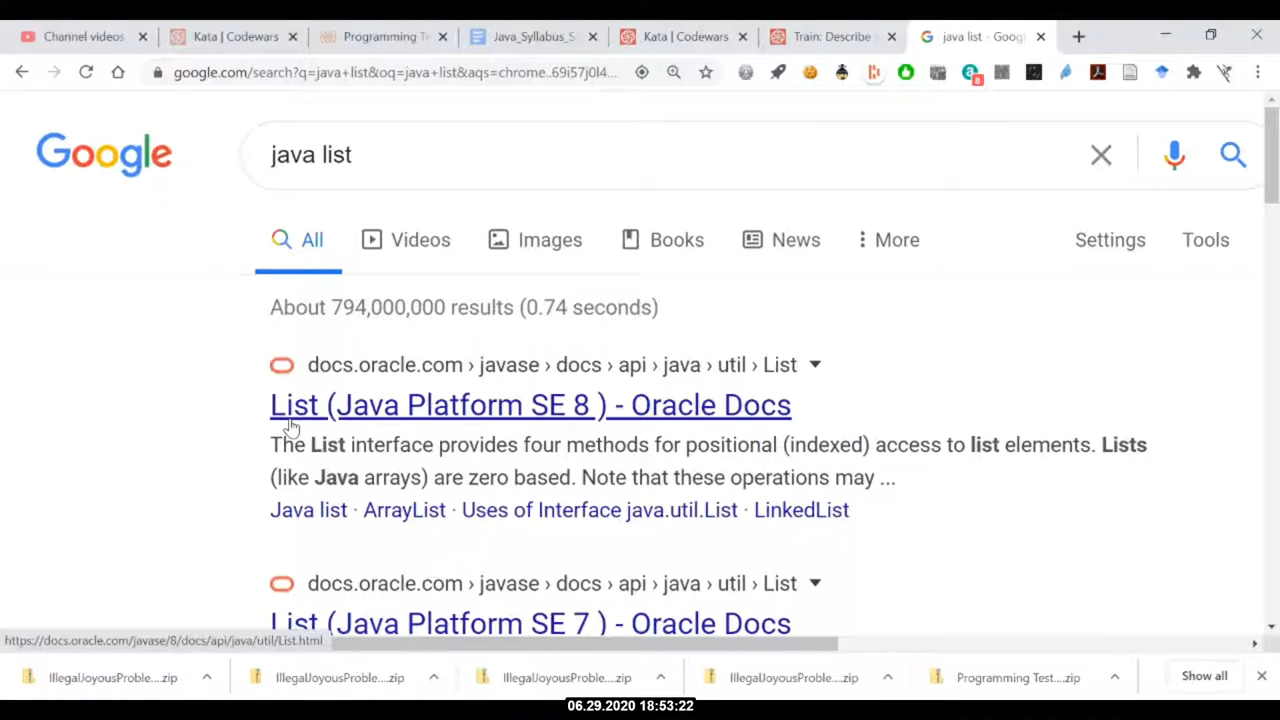 Channel videos
Kata | Codewars
Programming Te
Java_Syllabus_S
Kata | Codewars
Train: Describe
java list - Goog
google.com/search?q=java+list&oq=java+list&aqs=chrome...69i57j0l4...
8
Google
java list
All
Videos
Images
Books
News
More
Settings
Tools
About 794,000,000 results (0.74 seconds)
docs.oracle.com › javase › docs › api › java › util › List
List (Java Platform SE 8 ) - Oracle Docs
The List interface provides four methods for positional (indexed) access to list elements. Lists
(like Java arrays) are zero based. Note that these operations may ...
Java list · ArrayList · Uses of Interface java.util.List · LinkedList
docs.oracle.com › javase › docs › api › java › util › List
List (Java Platform SE 7 ) - Oracle Docs
https://docs.oracle.com/javase/8/docs/api/java/util/List.html
IllegalJoyousProble....zip
IllegalJoyousProble....zip
IllegalJoyousProble....zip
IllegalJoyousProble....zip
Programming Test....zip
Show all
06.29.2020 18:53:22